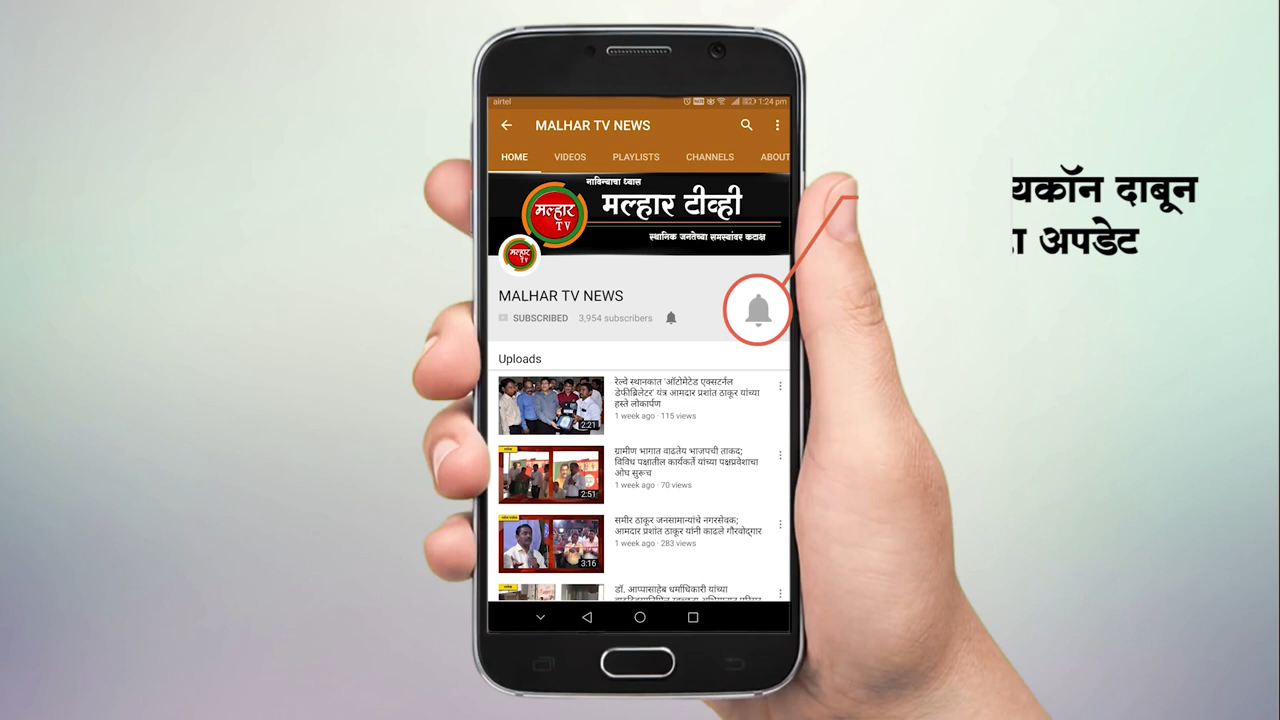 airtel
1:24 pm
MALHAR TV NEWS
HOME VIDEOS PLAYLISTS CHANNELS ABOUT
नाविन्याचा ध्यास
मल्हार टीव्ही
मल्हार
TV
स्थानिक जनतेच्या समस्यांवर कटाक्ष
मल्हार
TV
MALHAR TV NEWS
SUBSCRIBED 3,954 subscribers
यकॉन दाबून
अपडेट
Uploads
रेल्वे स्थानकात 'ऑटोमेटेड एक्सटर्नल
डेफीब्रिलेटर' यंत्र आमदार प्रशांत ठाकूर यांच्या
हस्ते लोकार्पण
1 week ago · 115 views
2:21
ग्रामीण भागात वाढतेय भाजपची ताकद;
विविध पक्षातील कार्यकर्ते यांच्या पक्षप्रवेशाचा
ओघ सुरूच
1 week ago · 70 views
2:51
समीर ठाकूर जनसामान्यांचे नगरसेवक;
आमदार प्रशांत ठाकूर यांनी काढले गौरवोद्गार
1 week ago · 283 views
3:16
डॉ. आप्पासाहेब धर्माधिकारी यांच्या